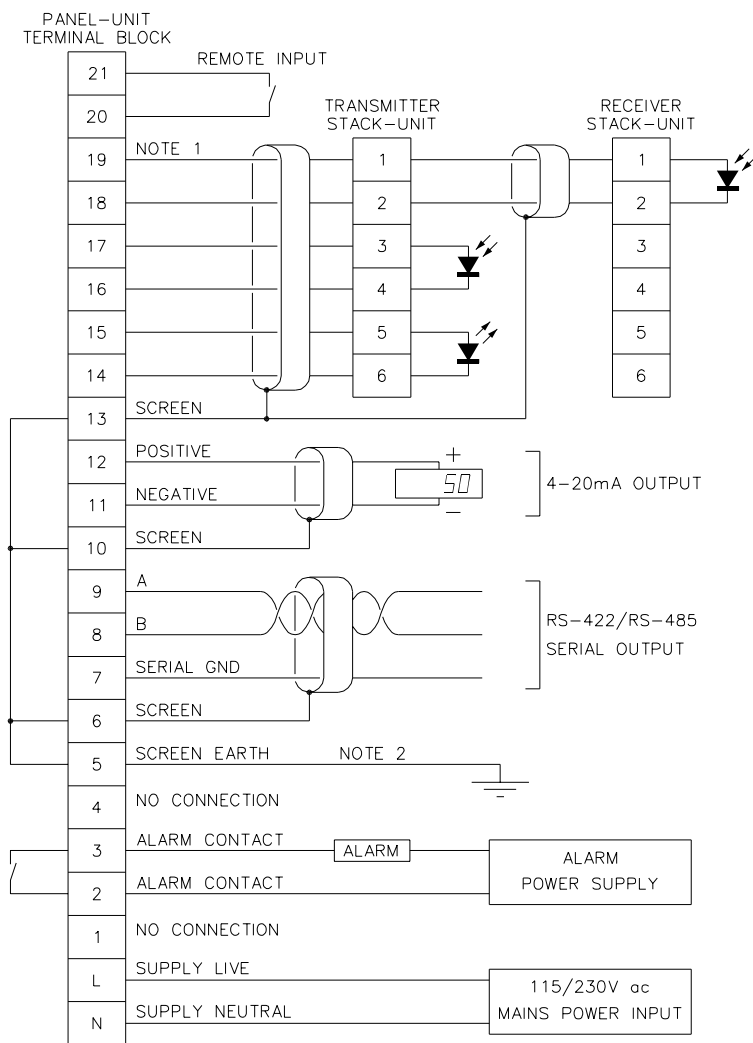 PANEL-UNIT
TERMINAL BLOCK
21
REMOTE INPUT
20
TRANSMITTER
STACK-UNIT
RECEIVER
STACK-UNIT
19 NOTE 1 1 1
18 2 2
17 3 3
16 4 4
15 5 5
14 6 6
13 SCREEN
12 POSITIVE +
50 4-20mA OUTPUT
11 NEGATIVE −
10 SCREEN
9 A
RS-422/RS-485
8 B
SERIAL OUTPUT
7 SERIAL GND
6 SCREEN
5 SCREEN EARTH NOTE 2
4 NO CONNECTION
3 ALARM CONTACT ALARM
ALARM
POWER SUPPLY
2 ALARM CONTACT
1 NO CONNECTION
L SUPPLY LIVE
115/230V ac
MAINS POWER INPUT
N SUPPLY NEUTRAL